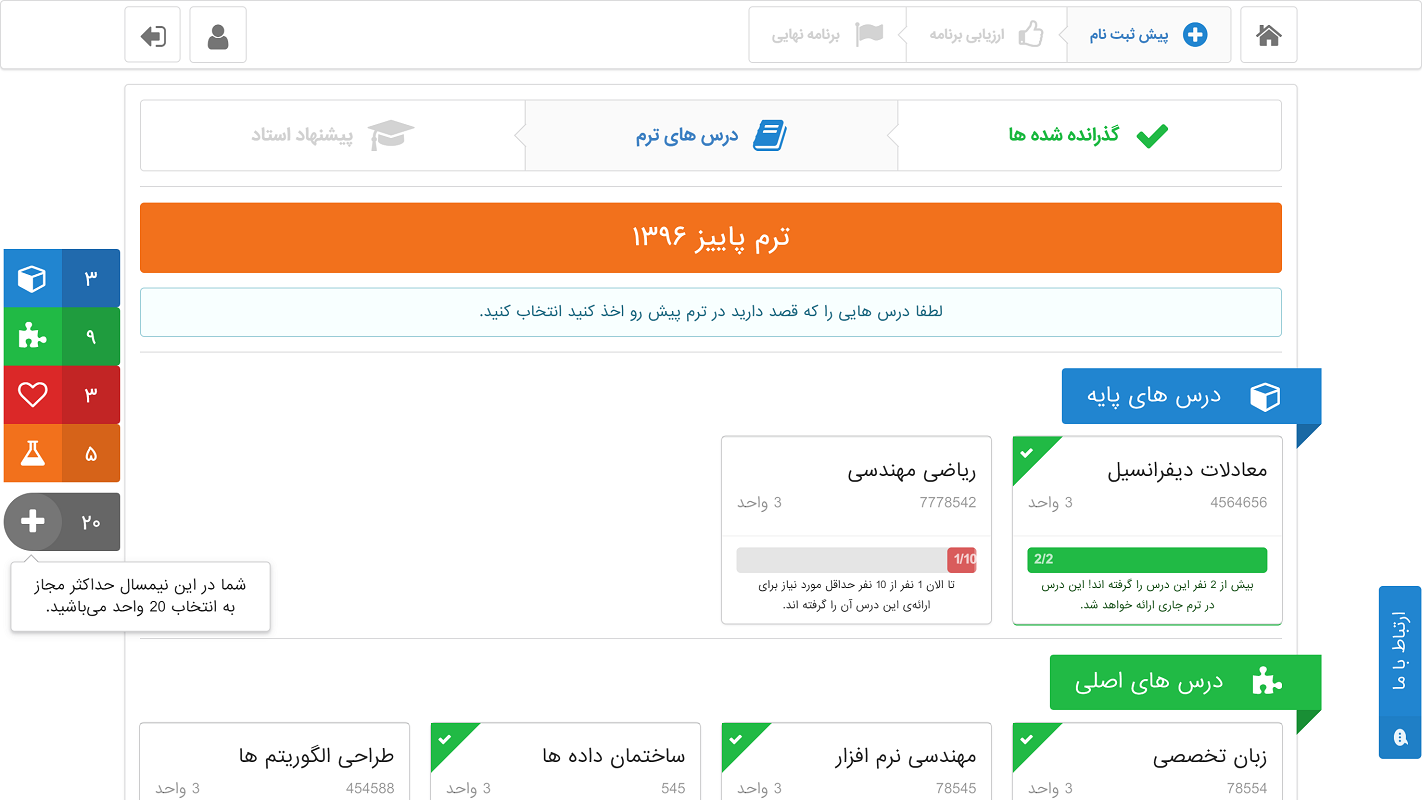 پیش ثبت نام
ارزیابی برنامه
برنامه نهایی
گذرانده شده ها
درس های ترم
پیشنهاد استاد
ترم پاییز ۱۳۹۶
لطفا درس هایی را که قصد دارید در ترم پیش رو اخذ کنید انتخاب کنید.
۳
۹
۳
۵
۲۰
شما در این نیمسال حداکثر مجاز
به انتخاب 20 واحد می‌باشید.
درس های پایه
معادلات دیفرانسیل
4564656
3 واحد
2/2
بیش از 2 نفر این درس را گرفته اند! این درس
در ترم جاری ارائه خواهد شد.
ریاضی مهندسی
7778542
3 واحد
1/10
تا الان 1 نفر از 10 نفر حداقل مورد نیاز برای
ارائه‌ی این درس آن را گرفته اند.
درس های اصلی
زبان تخصصی
78554
3 واحد
مهندسی نرم افزار
78545
3 واحد
ساختمان داده ها
545
3 واحد
طراحی الگوریتم ها
454588
3 واحد
ارتباط با ما